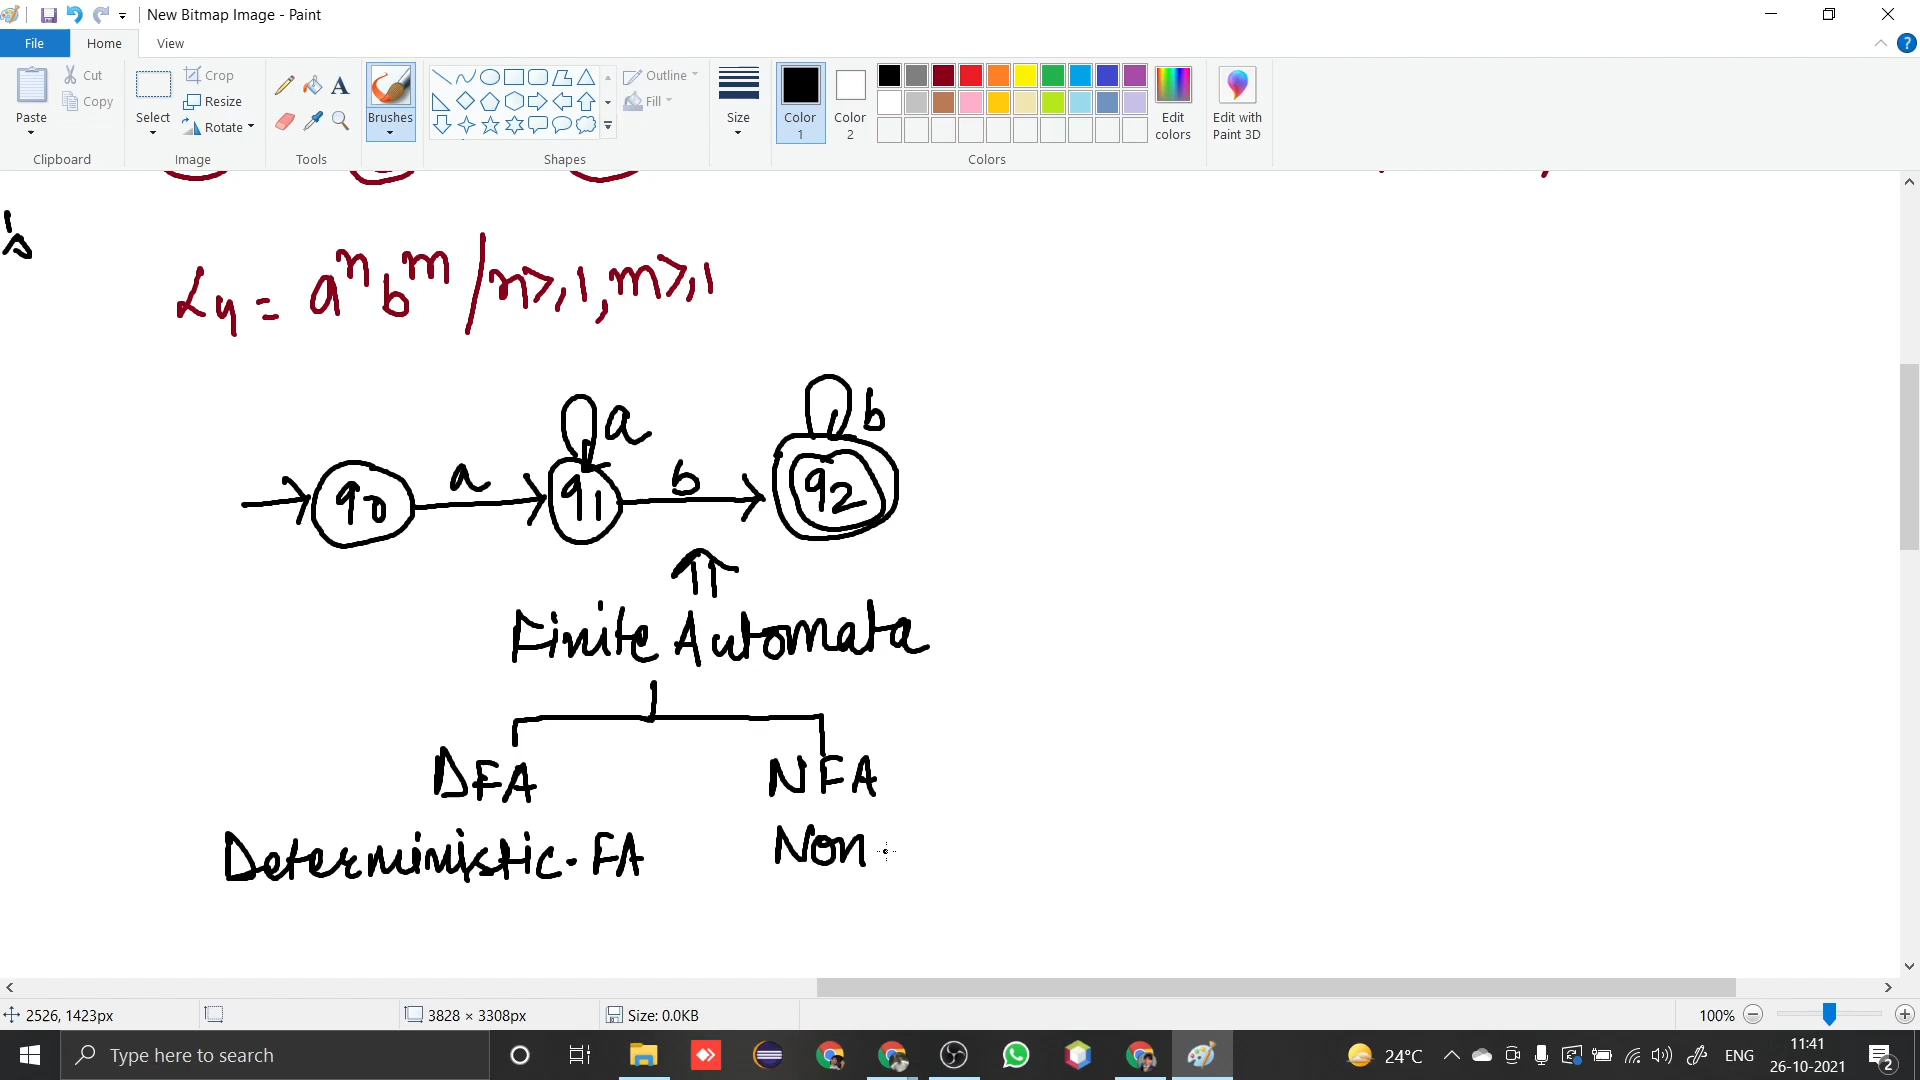 New Bitmap Image - Paint
File Home View
Paste
Cut
Copy
Clipboard
Select
Crop
Resize
Rotate
Image
Tools
Brushes
Shapes
Outline
Fill
Size
Color 1
Color 2
Colors
Edit colors
Edit with Paint 3D
L4 = a^n b^m / n≥1, m≥1
a
b
q0 a q1 b q2
Finite Automata
DFA NFA
Deterministic-FA Non
2526, 1423px
3828 × 3308px
Size: 0.0KB
100%
Type here to search
24°C
ENG
11:41
26-10-2021
2